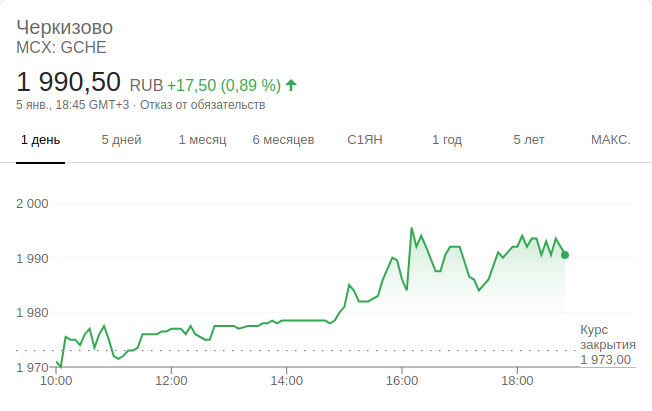 Черкизово
MCX: GCHE
1 990,50 RUB +17,50 (0,89 %)
5 янв., 18:45 GMT+3 · Отказ от обязательств
1 день 5 дней 1 месяц 6 месяцев С1ЯН 1 год 5 лет МАКС.
2 000
1 990
1 980
1 970
Курс
закрытия
1 973,00
10:00 12:00 14:00 16:00 18:00